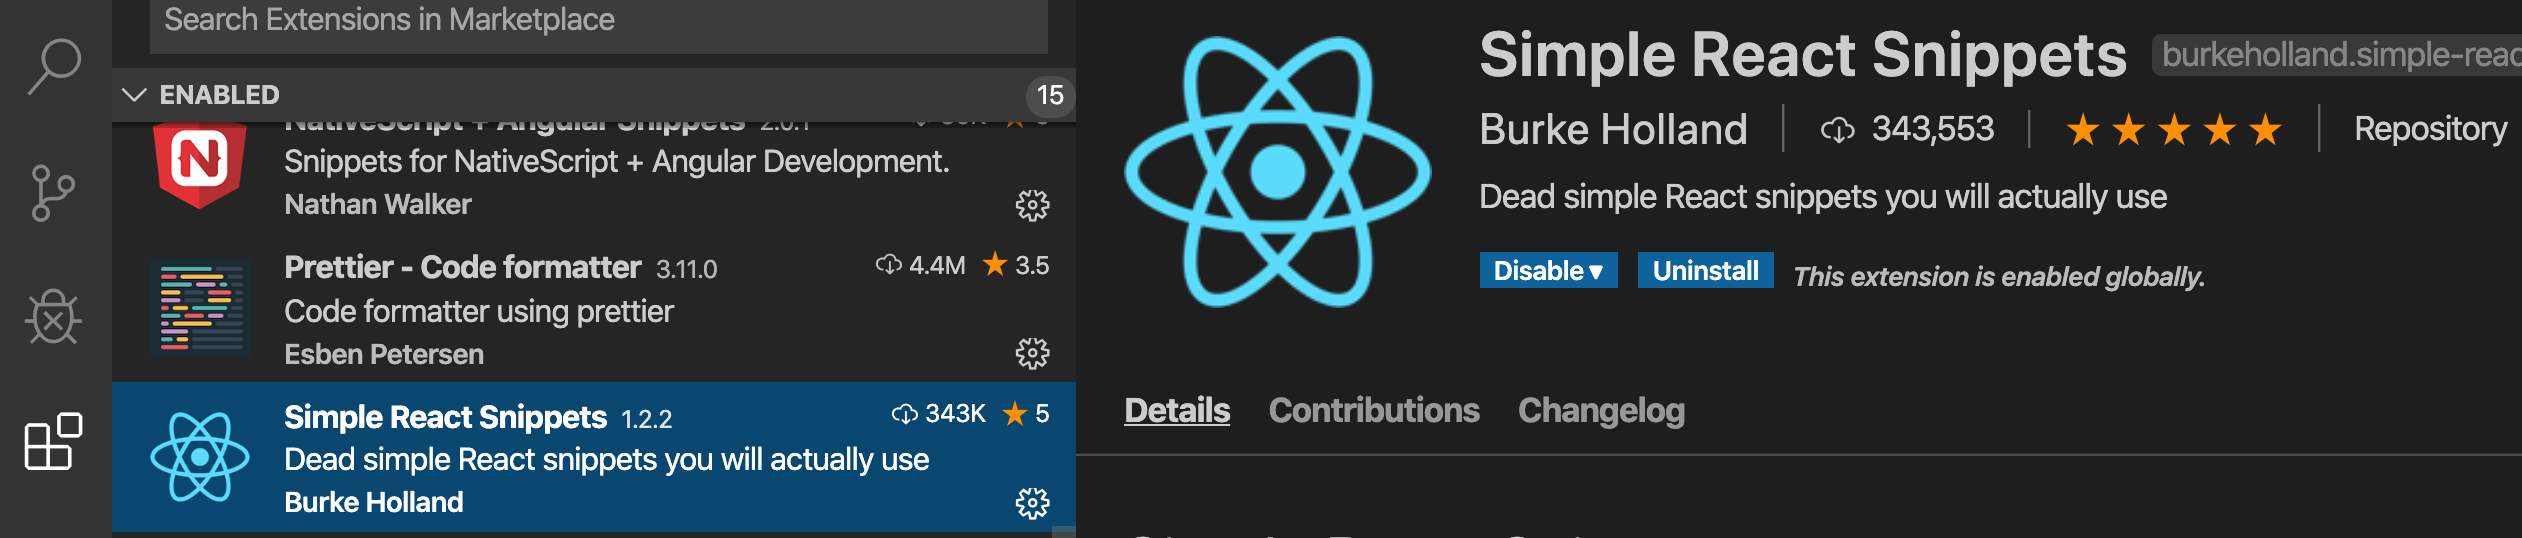 Search Extensions in Marketplace
ENABLED 15
NativeScript + Angular Snippets 2.0.1
Snippets for NativeScript + Angular Development.
Nathan Walker
Prettier - Code formatter 3.11.0 4.4M 3.5
Code formatter using prettier
Esben Petersen
Simple React Snippets 1.2.2 343K 5
Dead simple React snippets you will actually use
Burke Holland
Simple React Snippets burkeholland.simple-reac
Burke Holland 343,553 Repository
Dead simple React snippets you will actually use
Disable Uninstall This extension is enabled globally.
Details Contributions Changelog